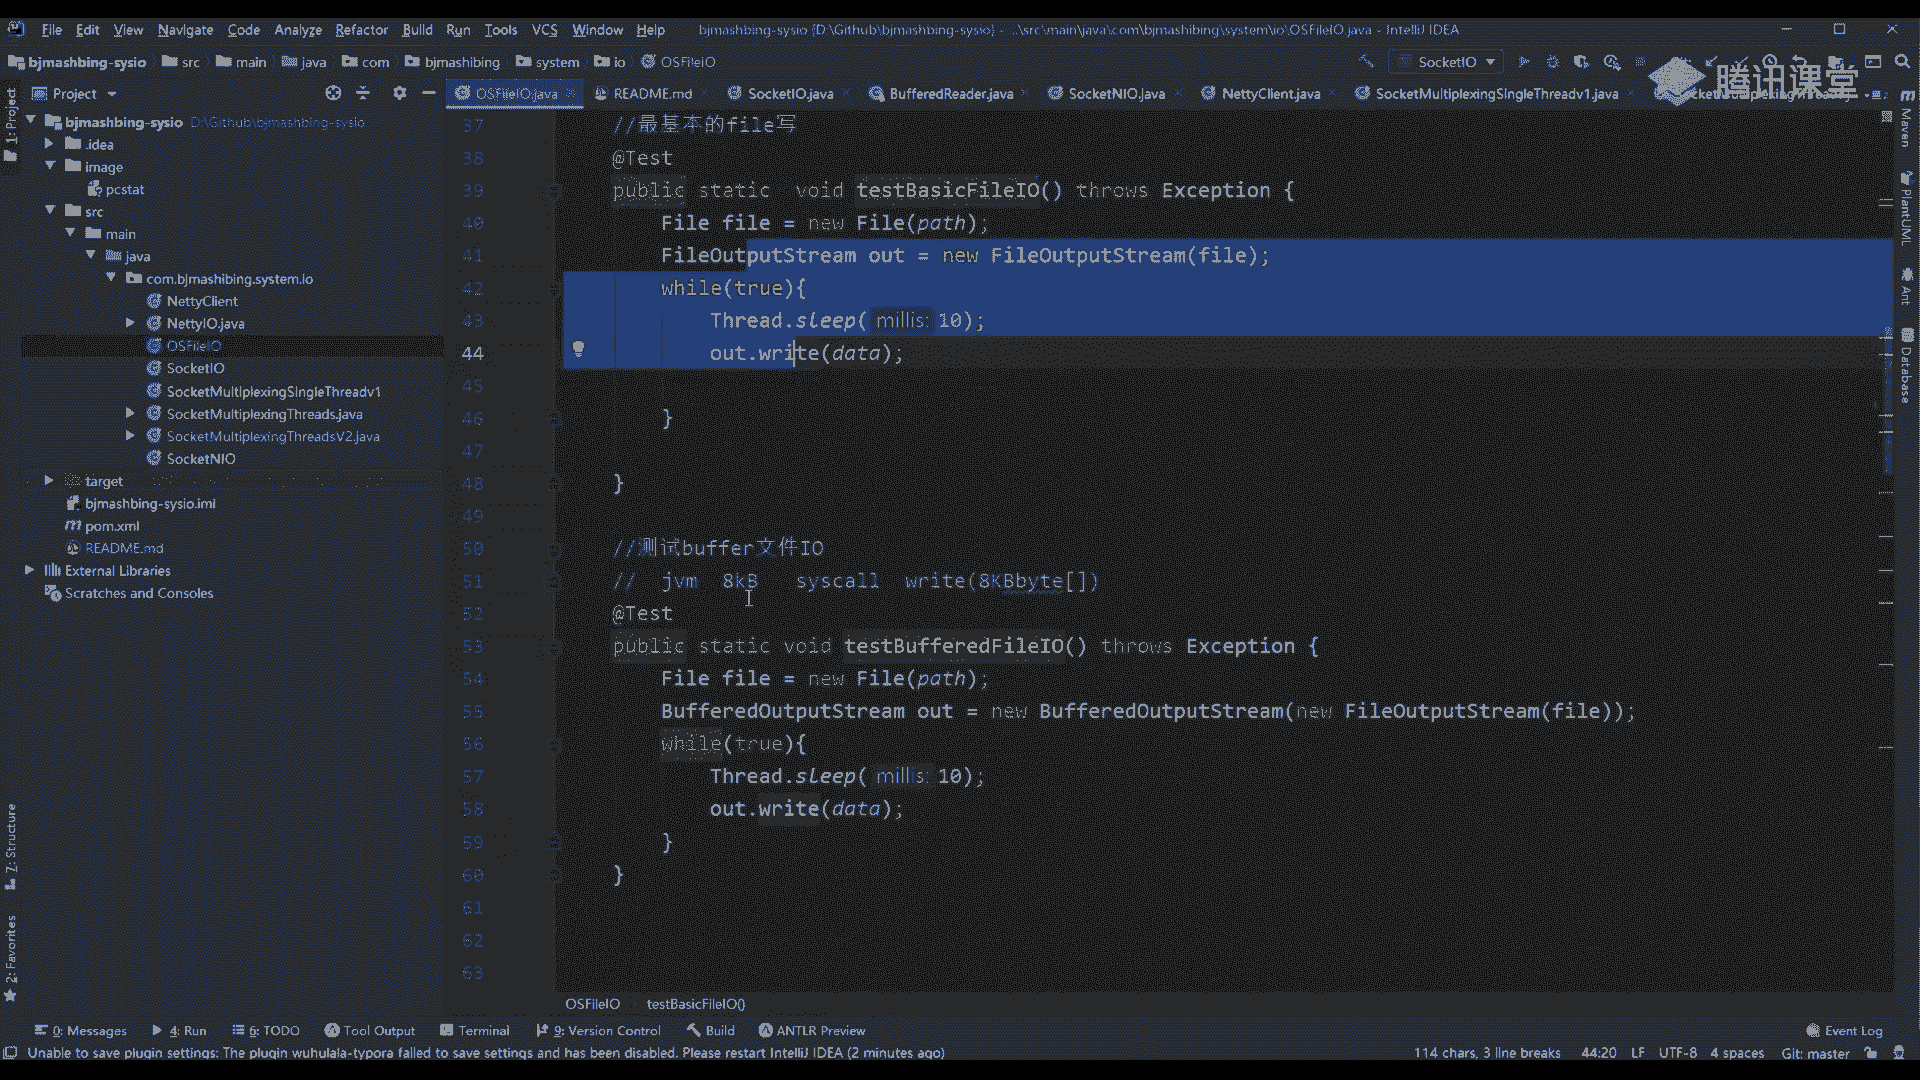 File Edit View Navigate Code Analyze Refactor Build Run Tools VCS Window Help bjmashbing-sysio [D:\Github\bjmashbing-sysio] - ...\src\main\java\com\bjmashibing\system\io\OSFileIO.java - IntelliJ IDEA
bjmashbing-sysio src main java com bjmashibing system io OSFileIO SocketIO
腾讯课堂
Project OSFileIO.java README.md SocketIO.java BufferedReader.java SocketNIO.java NettyClient.java SocketMultiplexingSingleThreadv1.java
bjmashbing-sysio D:\Github\bjmashbing-sysio
.idea
image
pcstat
src
main
java
com.bjmashibing.system.io
NettyClient
NettyIO.java
OSFileIO
SocketIO
SocketMultiplexingSingleThreadv1
SocketMultiplexingThreads.java
SocketMultiplexingThreadsV2.java
SocketNIO
target
bjmashbing-sysio.iml
pom.xml
README.md
External Libraries
Scratches and Consoles
1: Project
7: Structure
2: Favorites
37 //最基本的file写
38 @Test
39 public static void testBasicFileIO() throws Exception {
40 File file = new File(path);
41 FileOutputStream out = new FileOutputStream(file);
42 while(true){
43 Thread.sleep( millis: 10);
44 out.write(data);
45
46 }
47
48 }
49
50 //测试buffer文件IO
51 // jvm 8kB syscall write(8KBbyte[])
52 @Test
53 public static void testBufferedFileIO() throws Exception {
54 File file = new File(path);
55 BufferedOutputStream out = new BufferedOutputStream(new FileOutputStream(file));
56 while(true){
57 Thread.sleep( millis: 10);
58 out.write(data);
59 }
60 }
61
62
63
Maven
PlantUML
Ant
Database
OSFileIO testBasicFileIO()
0: Messages 4: Run 6: TODO Tool Output Terminal 9: Version Control Build ANTLR Preview Event Log
Unable to save plugin settings: The plugin wuhulala-typora failed to save settings and has been disabled. Please restart IntelliJ IDEA (2 minutes ago) 114 chars, 3 line breaks 44:20 LF UTF-8 4 spaces Git: master